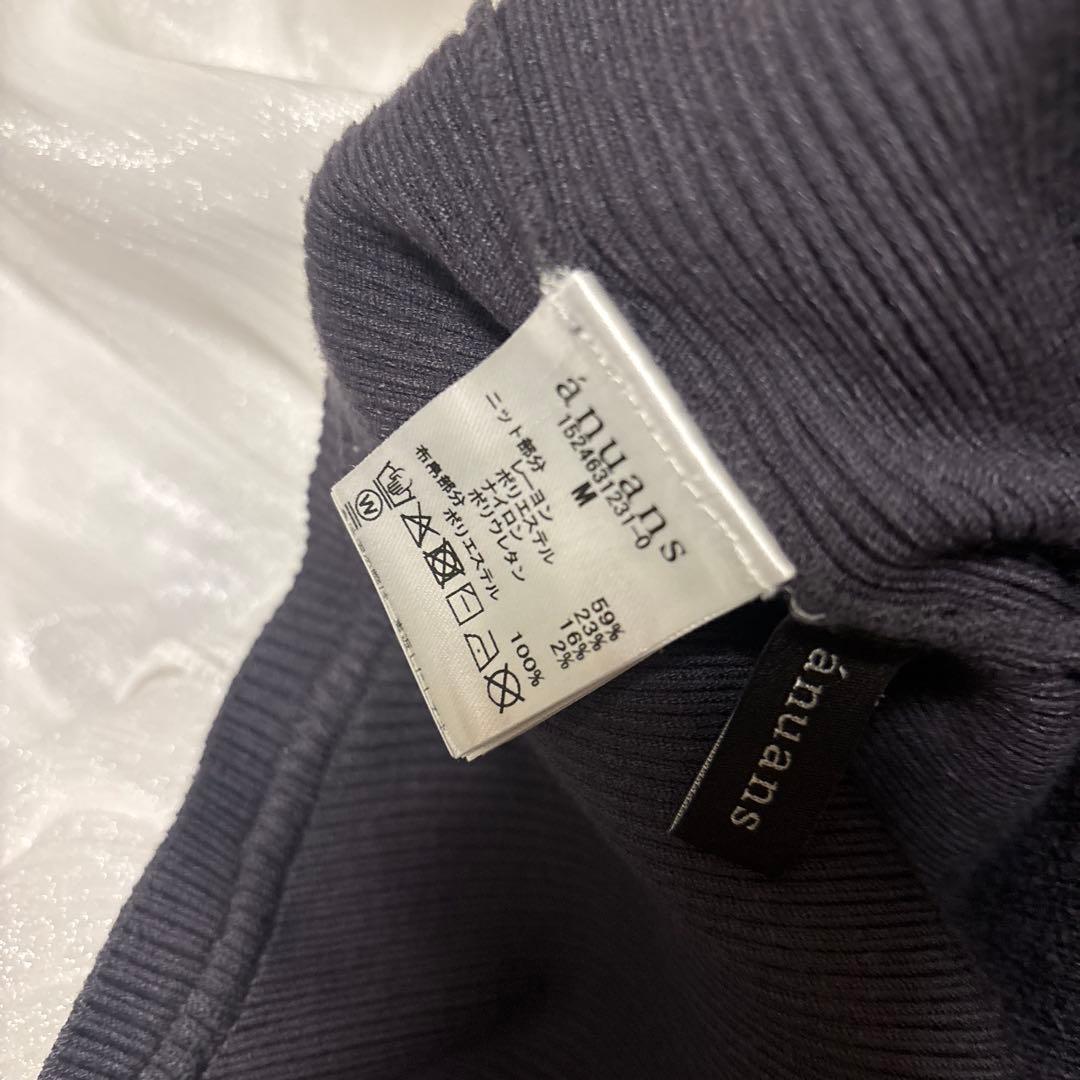 ánuans
1524631231-0
M
ニット部分
レーヨン 59%
ポリエステル 23%
ナイロン 16%
ポリウレタン 2%
布帛部分 ポリエステル 100%
W
ánuans